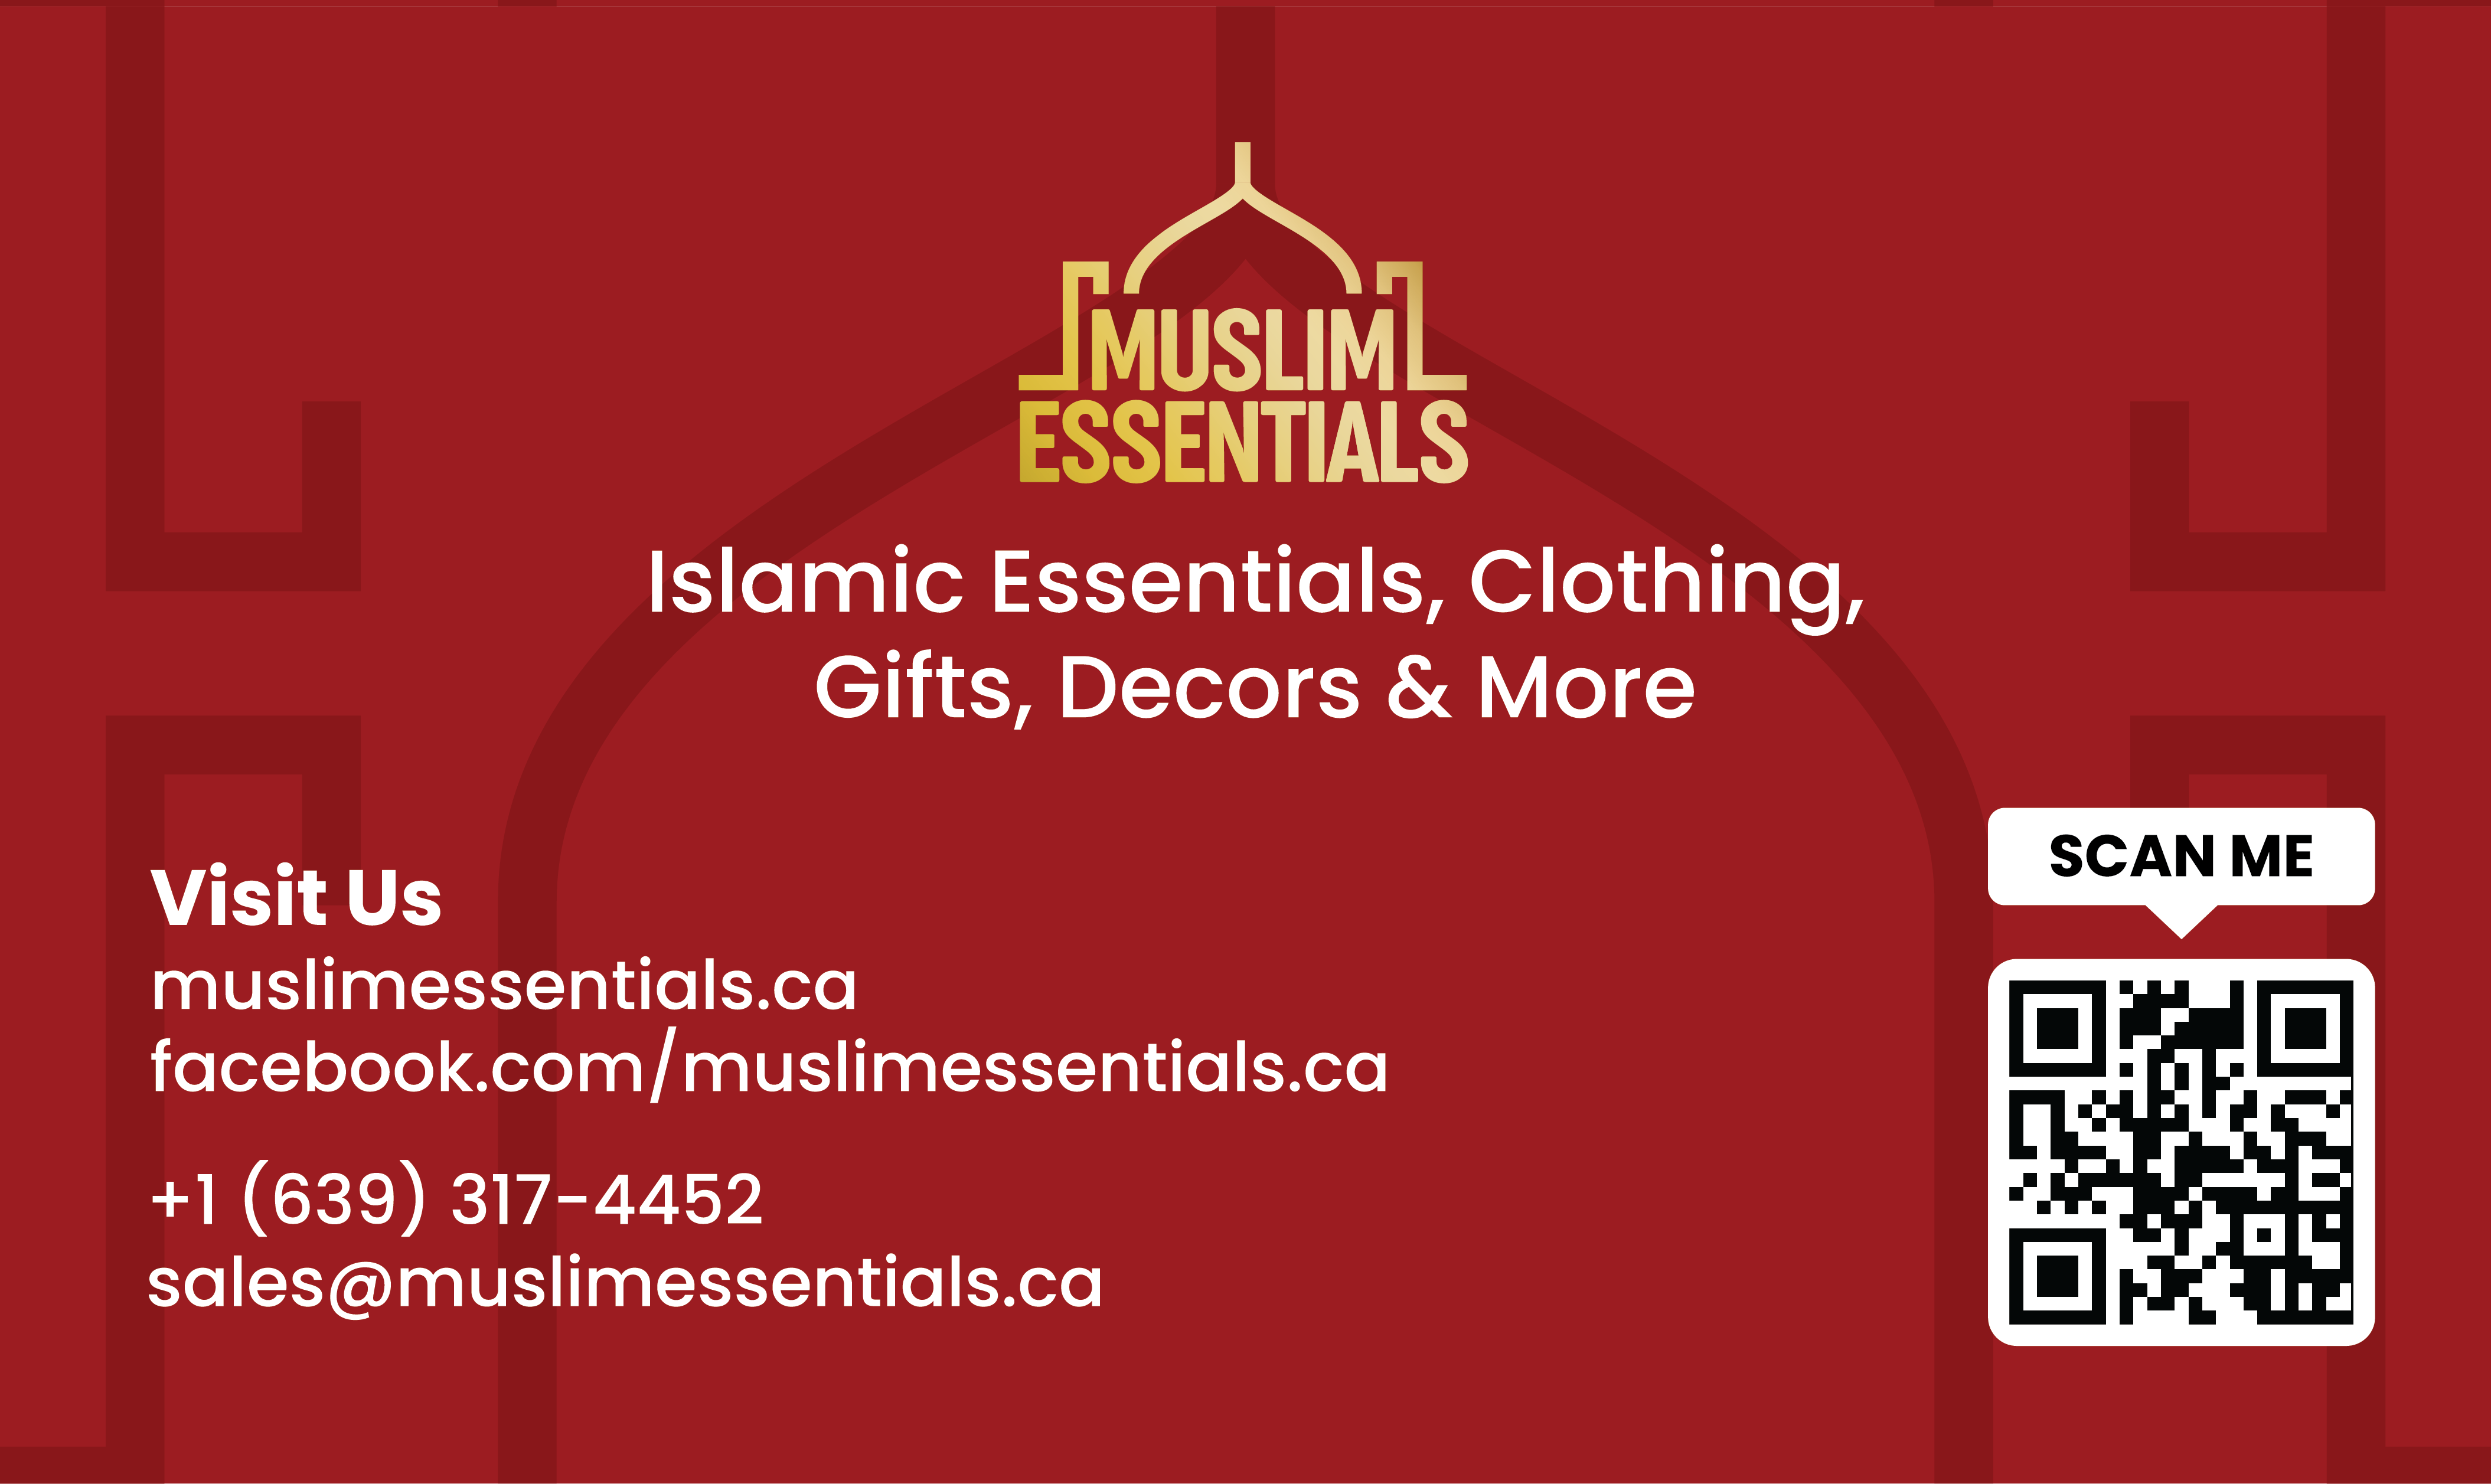 MUSLIM
ESSENTIALS
Islamic Essentials, Clothing,
Gifts, Decors & More
Visit Us
muslimessentials.ca
facebook.com/muslimessentials.ca
+1 (639) 317-4452
sales@muslimessentials.ca
SCAN ME